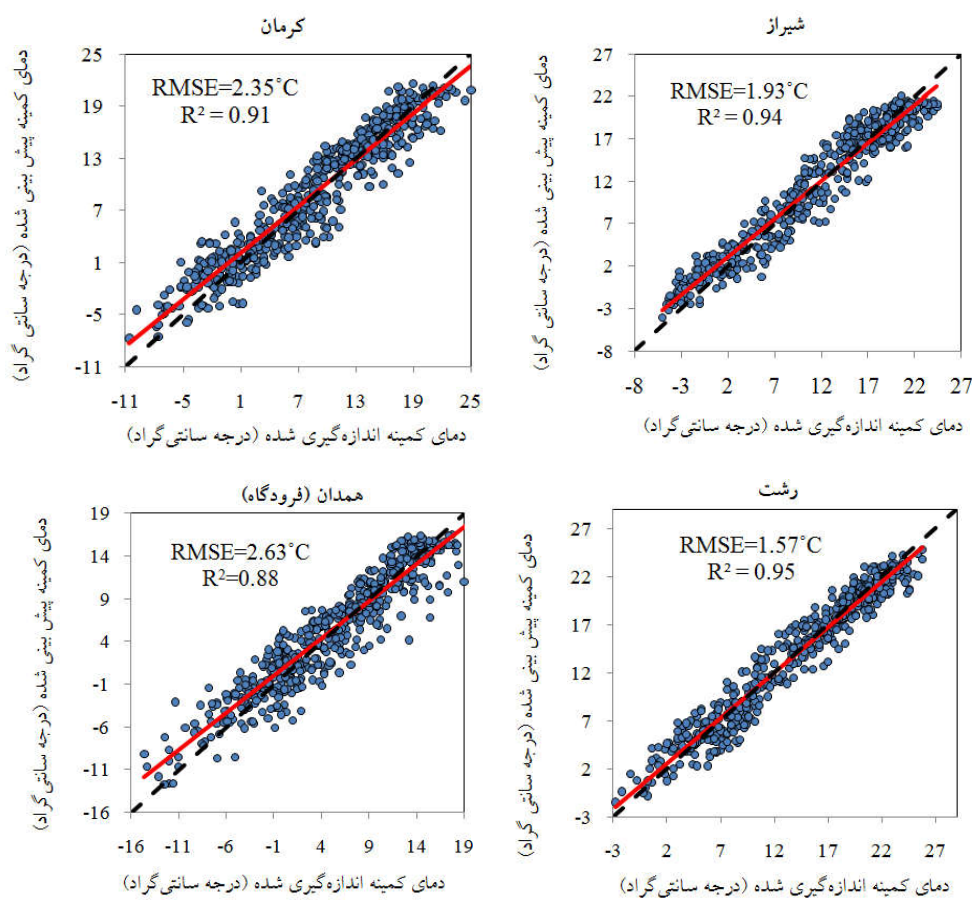 کرمان
دمای کمینه پیش بینی شده (درجه سانتی گراد)
25
19
13
7
1
-5
-11
RMSE=2.35˚C
R² = 0.91
-11 -5 1 7 13 19 25
دمای کمینه اندازه‌گیری شده (درجه سانتی‌گراد)
شیراز
دمای کمینه پیش بینی شده (درجه سانتی گراد)
27
22
17
12
7
2
-3
-8
RMSE=1.93˚C
R² = 0.94
-8 -3 2 7 12 17 22 27
دمای کمینه اندازه‌گیری شده (درجه سانتی‌گراد)
همدان (فرودگاه)
دمای کمینه پیش بینی شده (درجه سانتی گراد)
19
14
9
4
-1
-6
-11
-16
RMSE=2.63˚C
R²=0.88
-16 -11 -6 -1 4 9 14 19
دمای کمینه اندازه‌گیری شده (درجه سانتی‌گراد)
رشت
دمای کمینه پیش بینی شده (درجه سانتی گراد)
27
22
17
12
7
2
-3
RMSE=1.57˚C
R² = 0.95
-3 2 7 12 17 22 27
دمای کمینه اندازه‌گیری شده (درجه سانتی‌گراد)